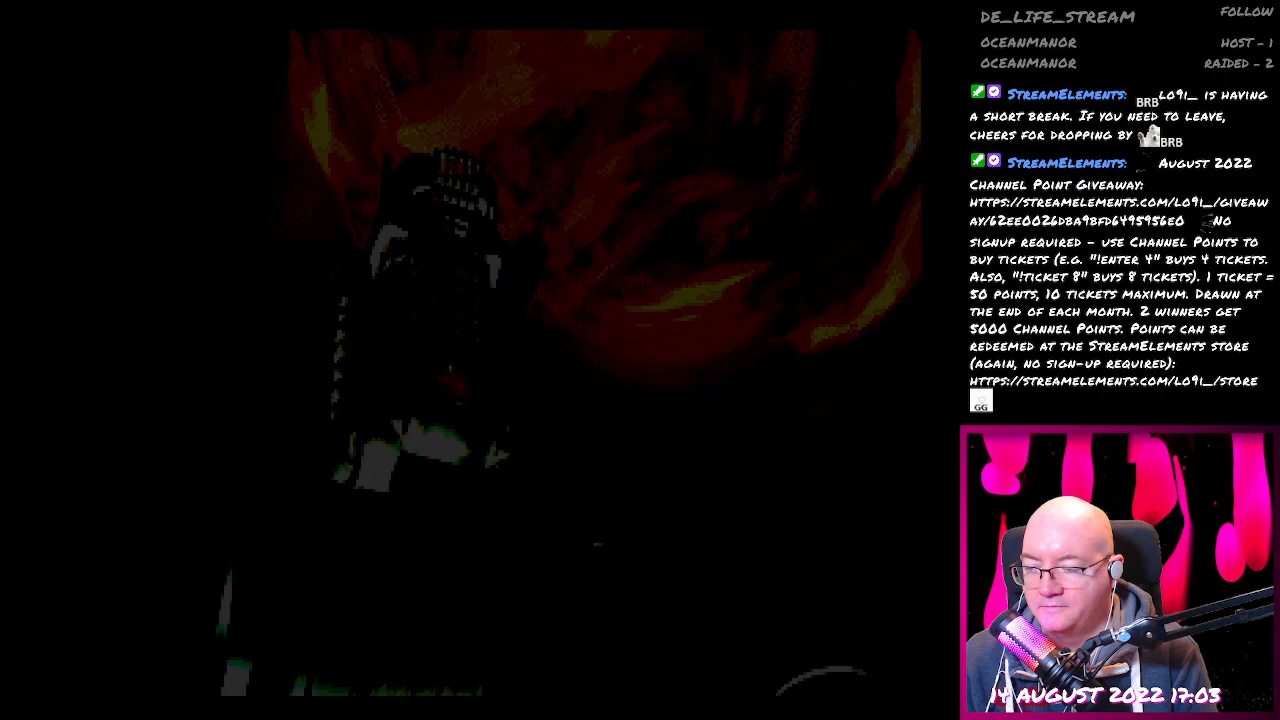 DE_LIFE_STREAM FOLLOW
OCEANMANOR HOST - 1
OCEANMANOR RAIDED - 2
StreamElements: BRB LO9I_ IS HAVING
A SHORT BREAK. IF YOU NEED TO LEAVE,
CHEERS FOR DROPPING BY BRB
StreamElements: AUGUST 2022
CHANNEL POINT GIVEAWAY:
HTTPS://STREAMELEMENTS.COM/LO9I_/GIVEAW
AY/62EE0026DBA9BFD6495956E0 NO
SIGNUP REQUIRED - USE CHANNEL POINTS TO
BUY TICKETS (E.G. "!ENTER 4" BUYS 4 TICKETS.
ALSO, "!TICKET 8" BUYS 8 TICKETS). 1 TICKET =
50 POINTS, 10 TICKETS MAXIMUM. DRAWN AT
THE END OF EACH MONTH. 2 WINNERS GET
5000 CHANNEL POINTS. POINTS CAN BE
REDEEMED AT THE STREAMELEMENTS STORE
(AGAIN, NO SIGN-UP REQUIRED):
HTTPS://STREAMELEMENTS.COM/LO9I_/STORE
GG
14 AUGUST 2022 17:03